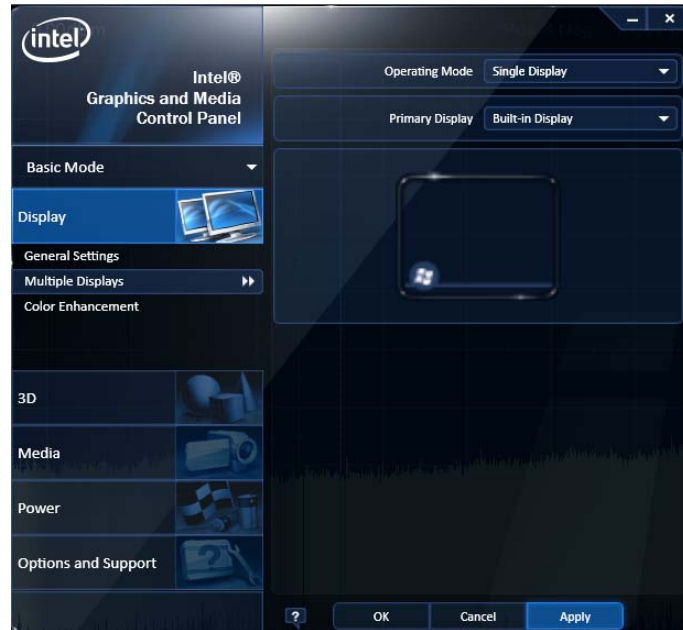 intel
Intel®
Graphics and Media
Control Panel
Basic Mode
Display
General Settings
Multiple Displays
Color Enhancement
3D
Media
Power
Options and Support
Operating Mode Single Display
Primary Display Built-in Display
?
OK Cancel Apply